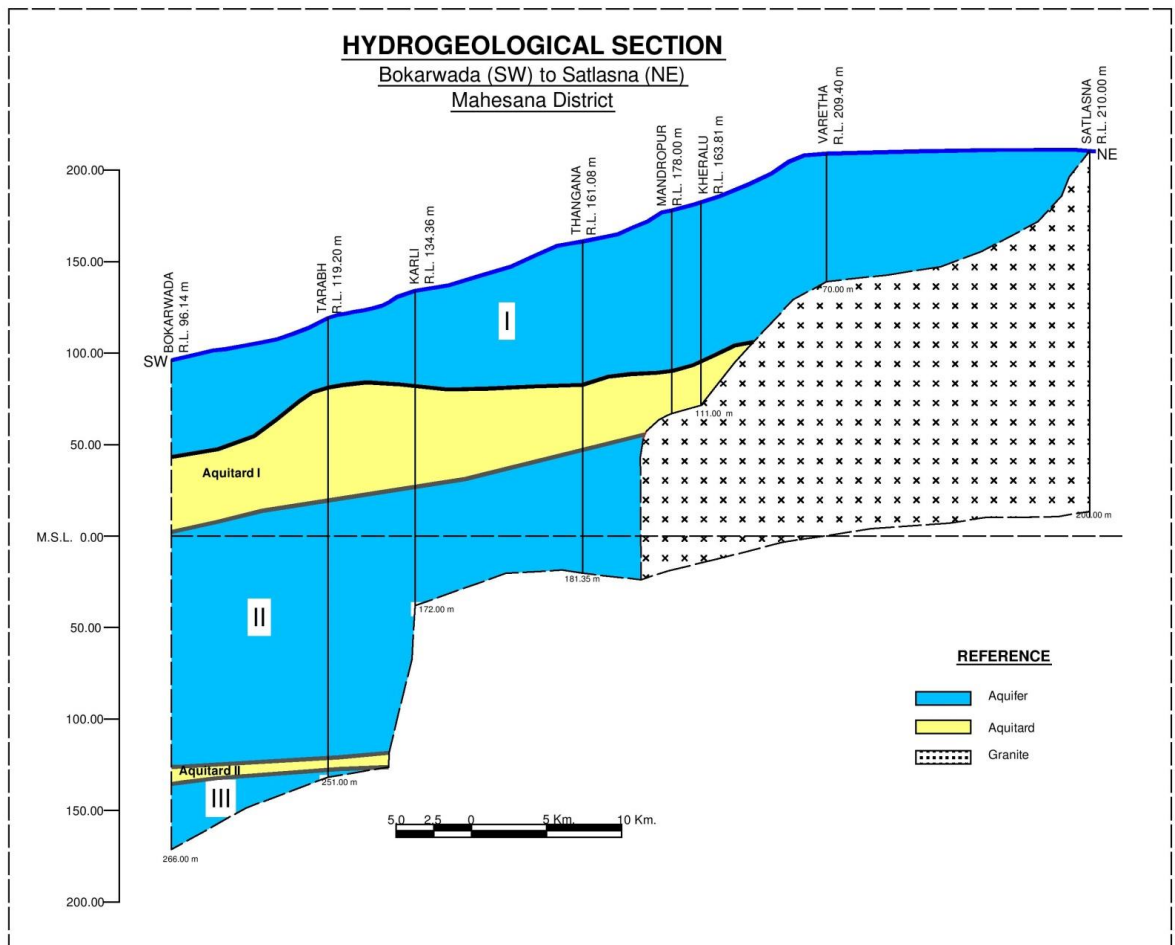 HYDROGEOLOGICAL SECTION
Bokarwada (SW) to Satlasna (NE)
Mahesana District
SATLASNA
R.L. 210.00 m
VARETHA
R.L. 209.40 m
MANDROPUR
R.L. 178.00 m
KHERALU
R.L. 163.81 m
THANGANA
R.L. 161.08 m
KARLI
R.L. 134.36 m
TARABH
R.L. 119.20 m
BOKARWADA
R.L. 96.14 m
SW
NE
200.00
150.00
100.00
50.00
M.S.L. 0.00
50.00
100.00
150.00
200.00
I
70.00 m
111.00 m
Aquitard I
200.00 m
181.35 m
172.00 m
II
Aquitard II
III
251.00 m
266.00 m
REFERENCE
Aquifer
Aquitard
Granite
5.0 2.5 0 5 Km. 10 Km.